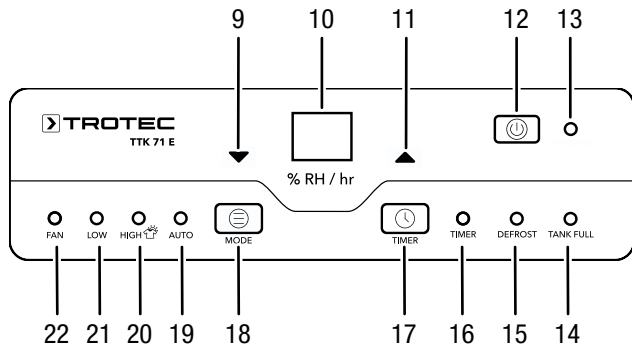 9 10 11 12 13
TROTEC
TTK 71 E
% RH / hr
FAN LOW HIGH AUTO MODE TIMER TIMER DEFROST TANK FULL
22 21 20 19 18 17 16 15 14